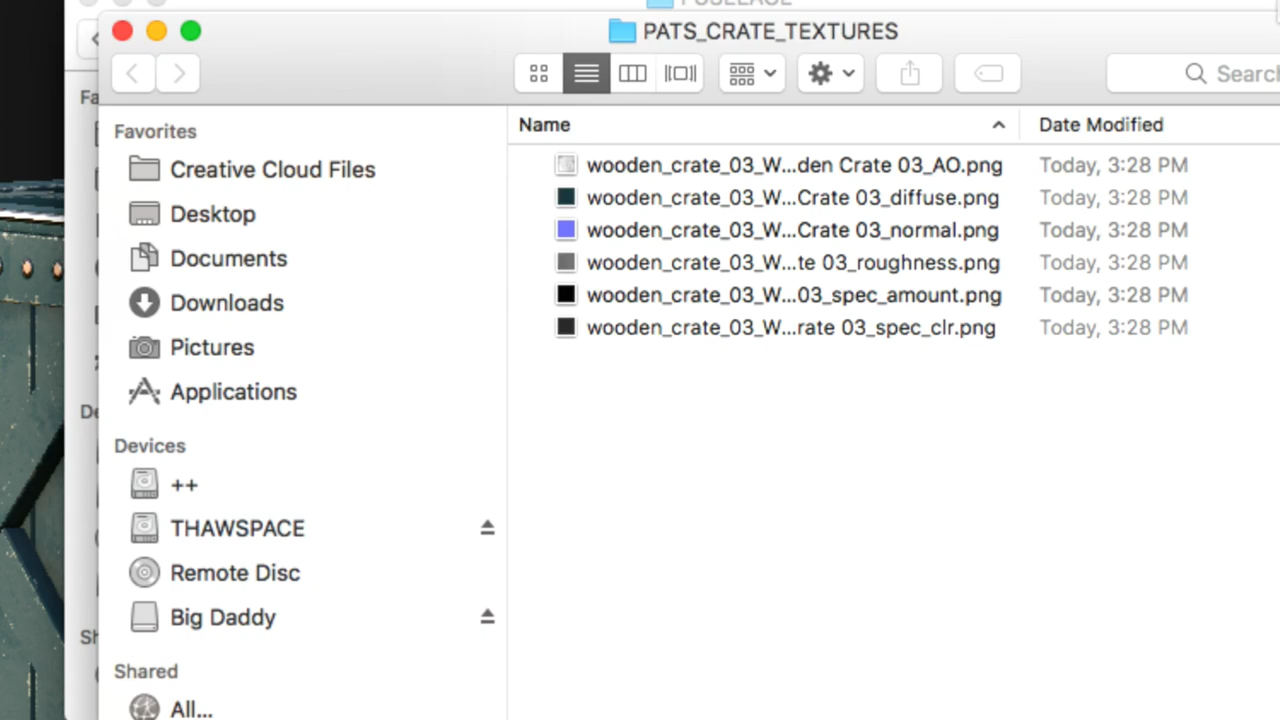 PATS_CRATE_TEXTURES
Search
Favorites
Creative Cloud Files
Desktop
Documents
Downloads
Pictures
Applications
Devices
++
THAWSPACE
Remote Disc
Big Daddy
Shared
All...
Name
Date Modified
wooden_crate_03_W...den Crate 03_AO.png Today, 3:28 PM
wooden_crate_03_W...Crate 03_diffuse.png Today, 3:28 PM
wooden_crate_03_W...Crate 03_normal.png Today, 3:28 PM
wooden_crate_03_W...te 03_roughness.png Today, 3:28 PM
wooden_crate_03_W...03_spec_amount.png Today, 3:28 PM
wooden_crate_03_W...rate 03_spec_clr.png Today, 3:28 PM
Fa
De
Sh